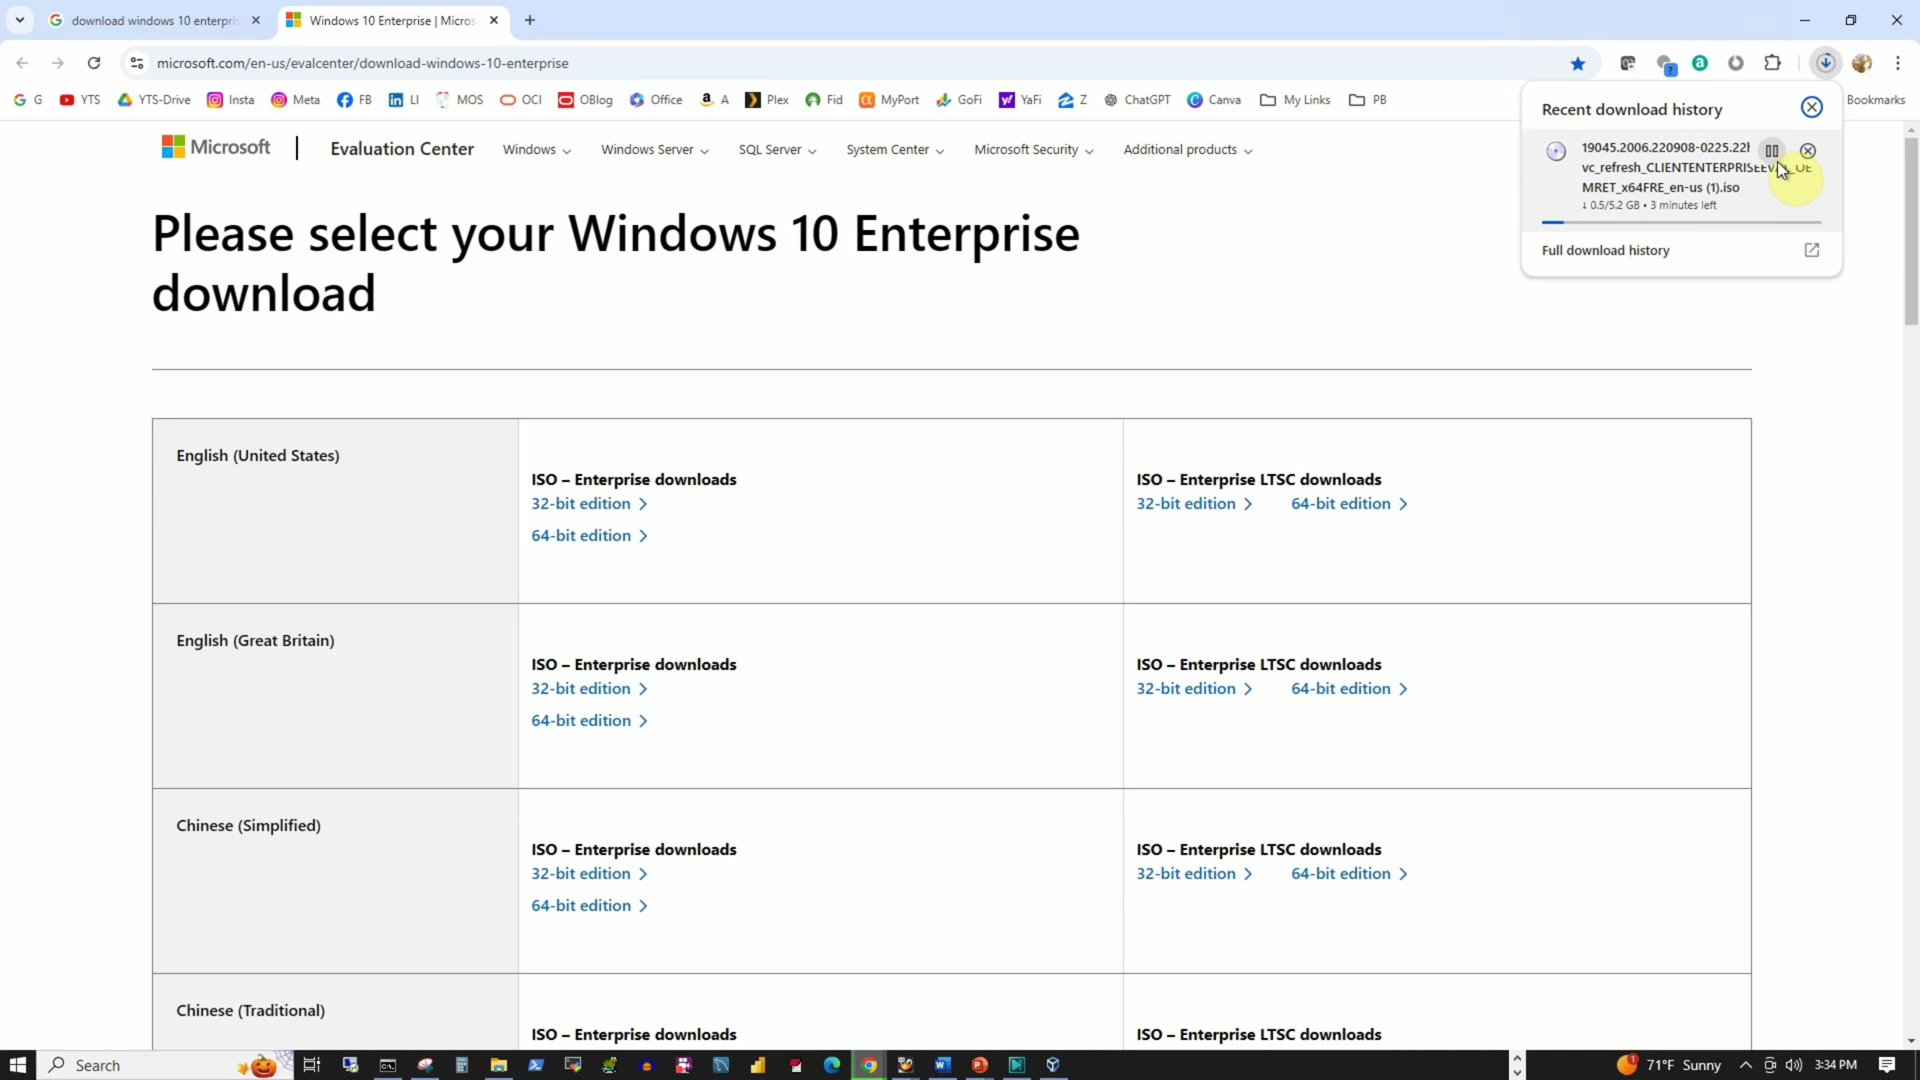 download windows 10 enterpri
Windows 10 Enterprise | Micros
microsoft.com/en-us/evalcenter/download-windows-10-enterprise
G YTS YTS-Drive Insta Meta FB LI MOS OCI OBlog Office A Plex Fid MyPort GoFi YaFi Z ChatGPT Canva My Links PB Bookmarks
Recent download history
19045.2006.220908-0225.22h
vc_refresh_CLIENTENTERPRISEEVAL_OE
MRET_x64FRE_en-us (1).iso
↓ 0.5/5.2 GB • 3 minutes left
Full download history
Microsoft | Evaluation Center Windows Windows Server SQL Server System Center Microsoft Security Additional products
Please select your Windows 10 Enterprise
download
English (United States)
ISO – Enterprise downloads
32-bit edition
64-bit edition
ISO – Enterprise LTSC downloads
32-bit edition 64-bit edition
English (Great Britain)
ISO – Enterprise downloads
32-bit edition
64-bit edition
ISO – Enterprise LTSC downloads
32-bit edition 64-bit edition
Chinese (Simplified)
ISO – Enterprise downloads
32-bit edition
64-bit edition
ISO – Enterprise LTSC downloads
32-bit edition 64-bit edition
Chinese (Traditional)
ISO – Enterprise downloads
ISO – Enterprise LTSC downloads
Search
71°F Sunny
3:34 PM